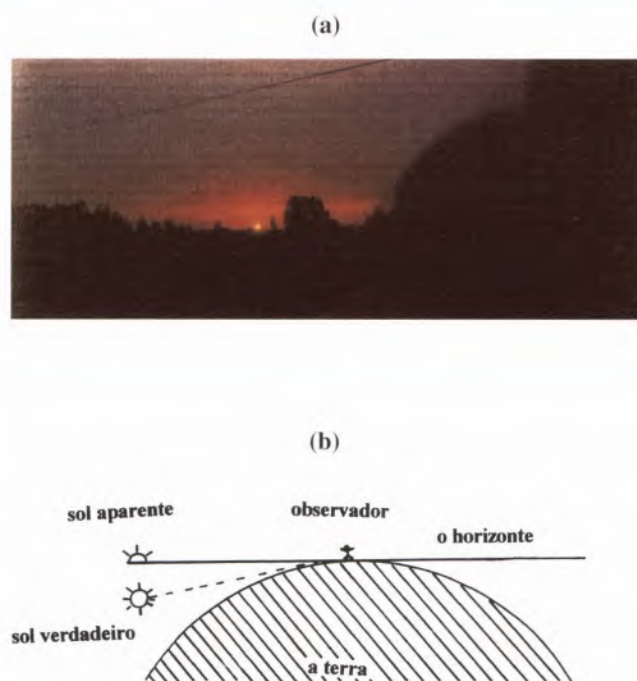 (a)
(b)
sol aparente
observador
o horizonte
sol verdadeiro
a terra